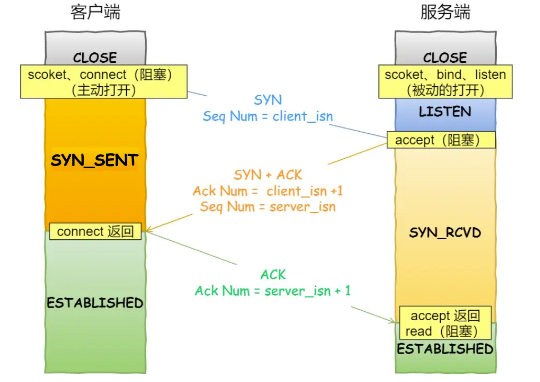 客户端
服务端
CLOSE
scoket、connect（阻塞）
（主动打开）
CLOSE
scoket、bind、listen
（被动的打开）
LISTEN
SYN
Seq Num = client_isn
accept（阻塞）
SYN_SENT
SYN + ACK
Ack Num = client_isn +1
Seq Num = server_isn
connect 返回
SYN_RCVD
ACK
Ack Num = server_isn + 1
ESTABLISHED
accept 返回
read（阻塞）
ESTABLISHED